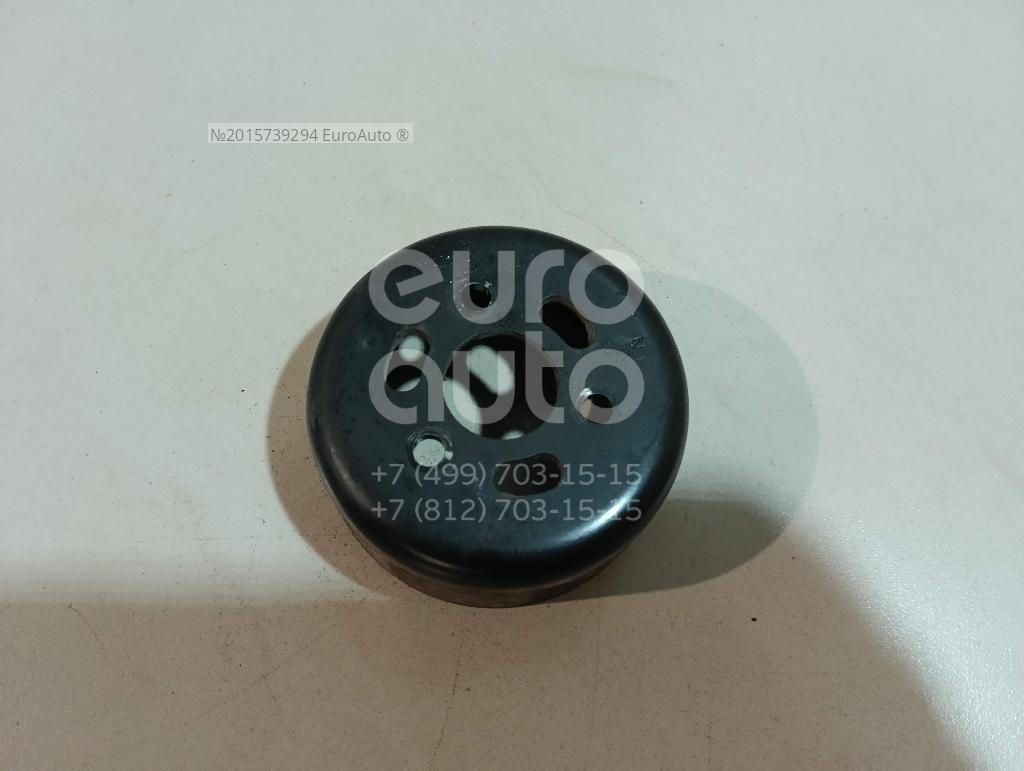 №2015739294 EuroAuto ®
euro
auto
+7 (499) 703-15-15
+7 (812) 703-15-15